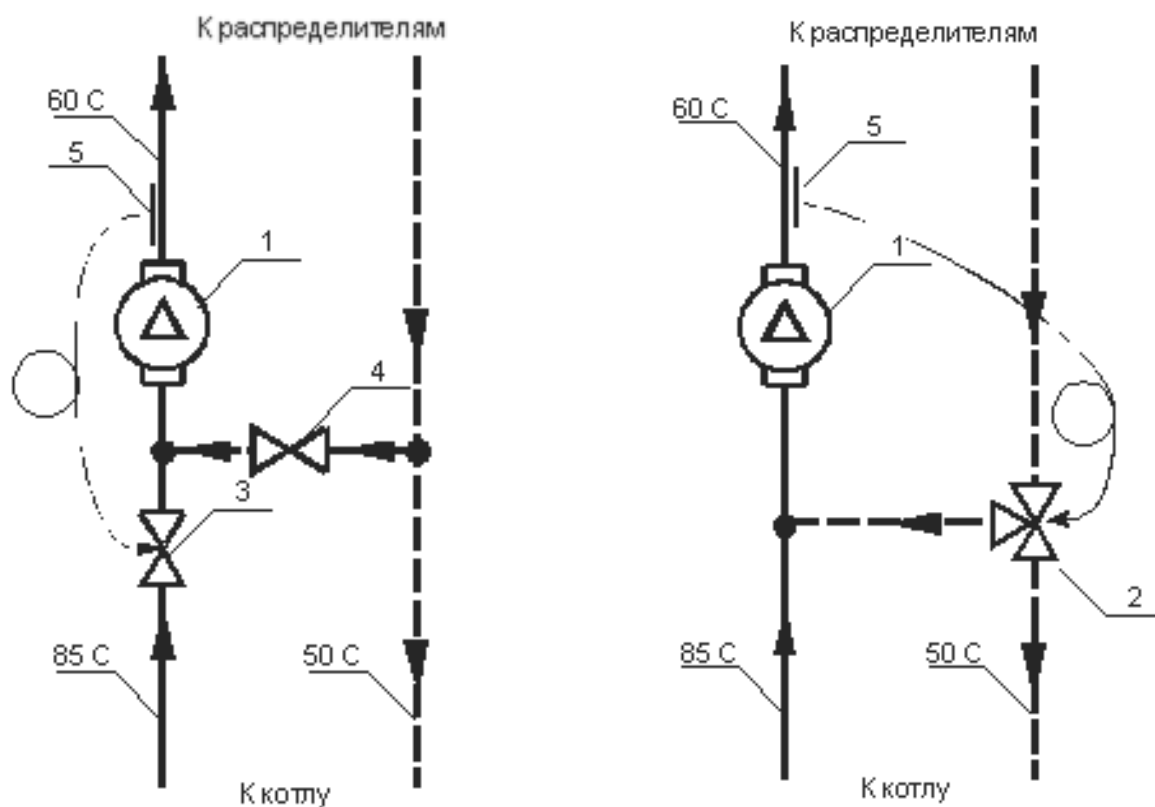 К распределителям
60 С
5
1
4
3
85 С
50 С
К котлу
К распределителям
60 С
5
1
2
85 С
50 С
К котлу